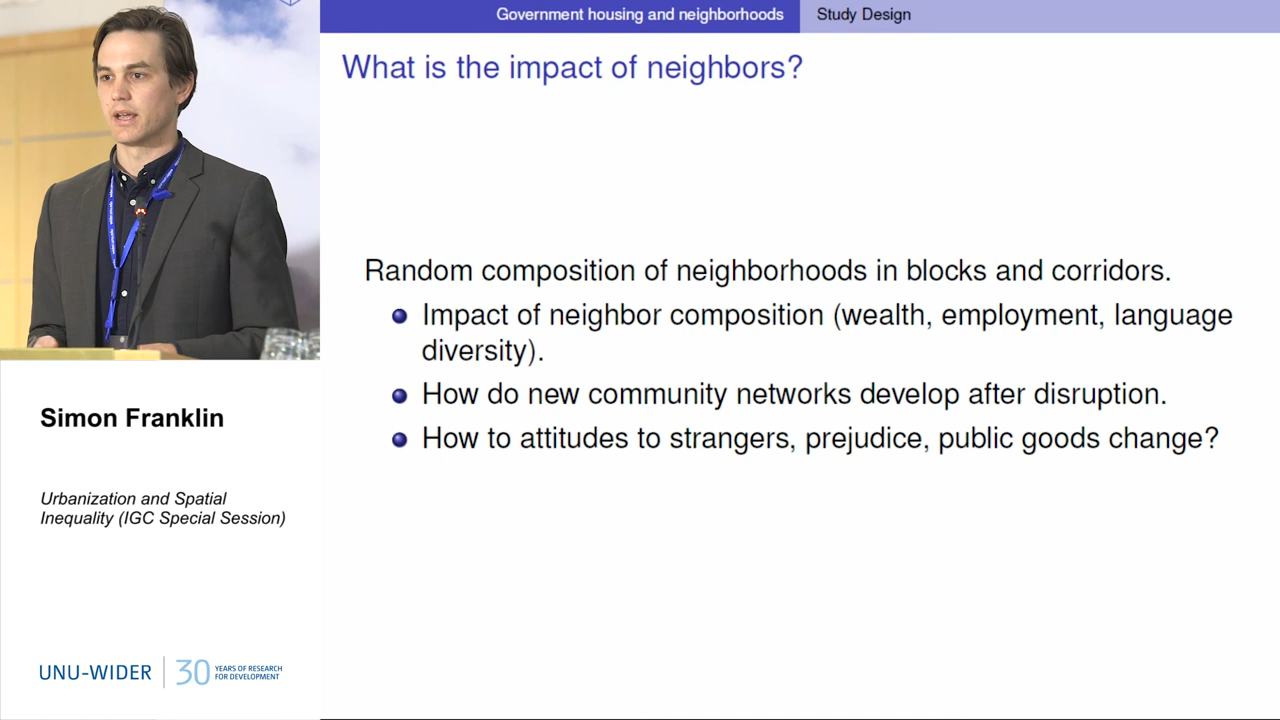 Government housing and neighborhoods
Study Design
What is the impact of neighbors?
Random composition of neighborhoods in blocks and corridors.
Impact of neighbor composition (wealth, employment, language
diversity).
How do new community networks develop after disruption.
How to attitudes to strangers, prejudice, public goods change?
Simon Franklin
Urbanization and Spatial
Inequality (IGC Special Session)
UNU-WIDER
30
YEARS OF RESEARCH
FOR DEVELOPMENT